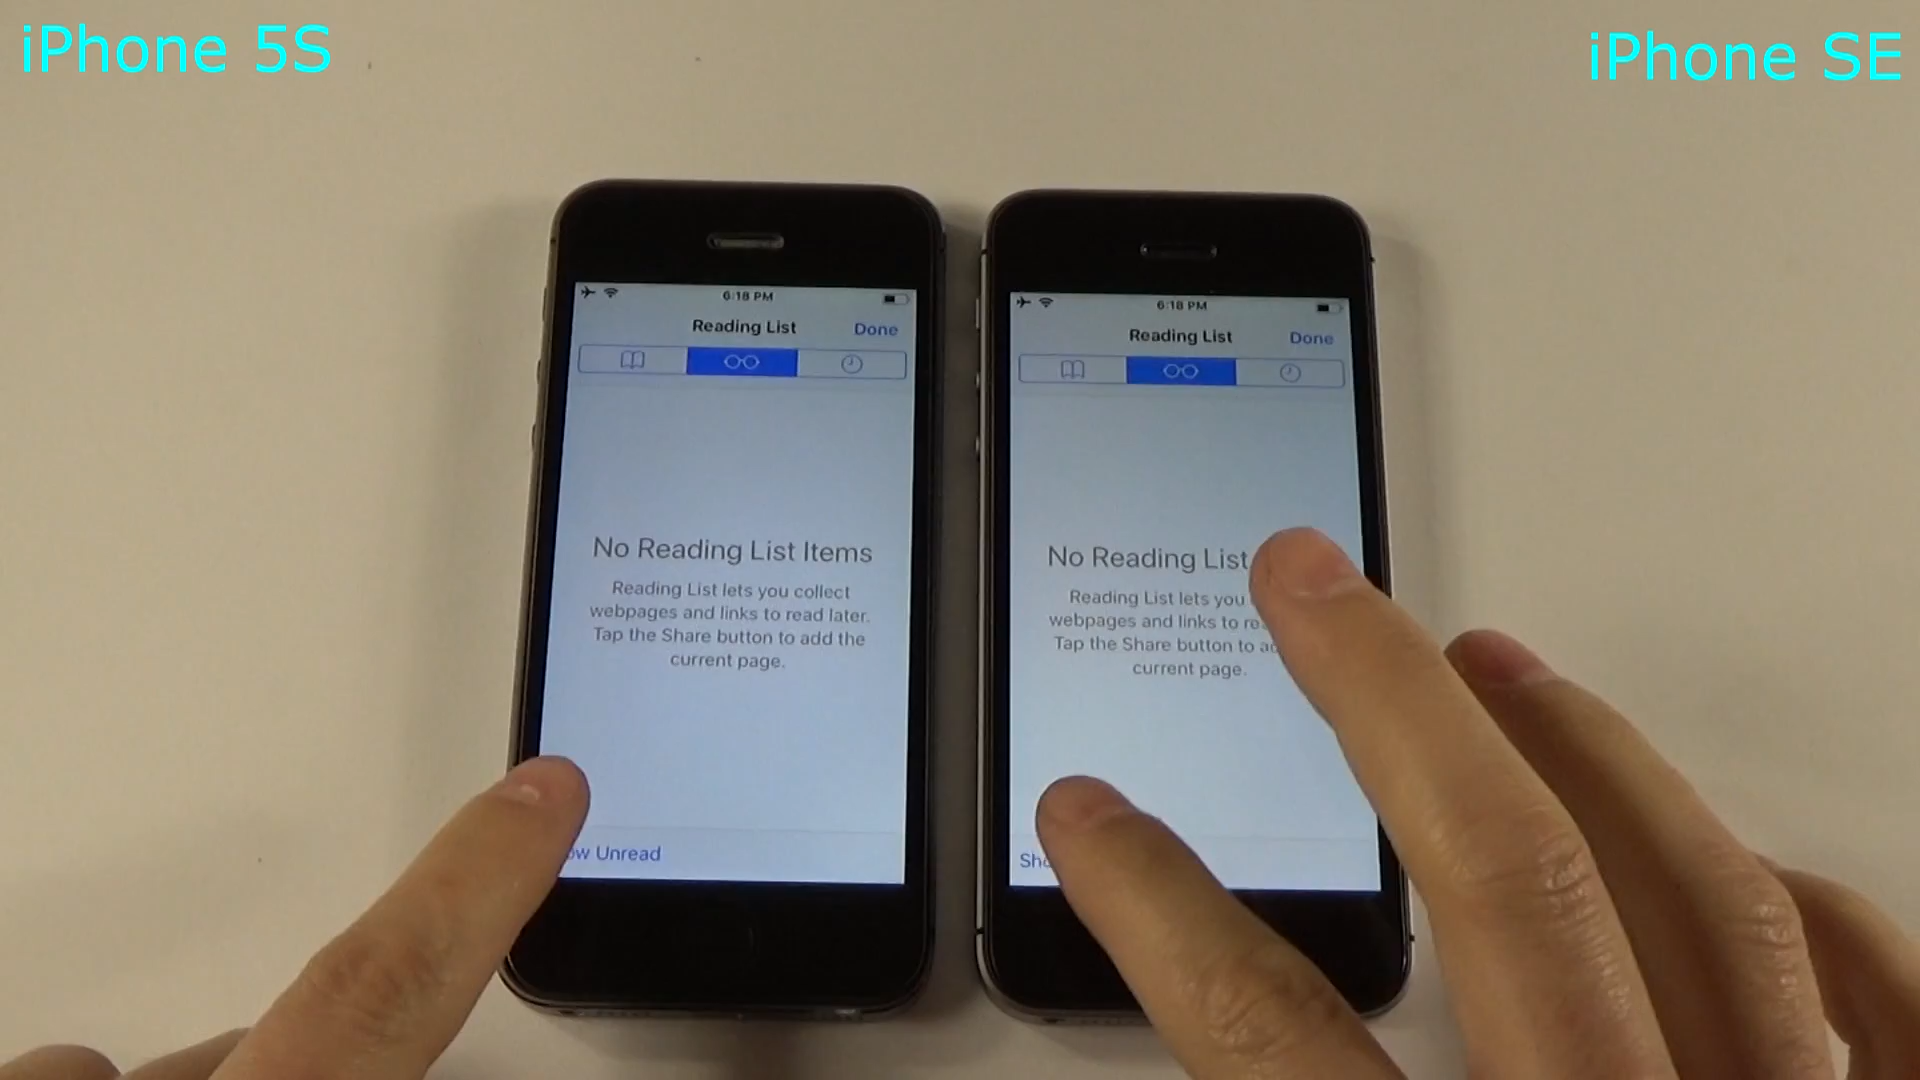 iPhone 5S
iPhone SE
6:18 PM
Reading List
Done
No Reading List Items
Reading List lets you collect
webpages and links to read later.
Tap the Share button to add the
current page.
Unread
6:18 PM
Reading List
Done
No Reading List
Reading List lets you
webpages and links to
Tap the Share button to
current page.